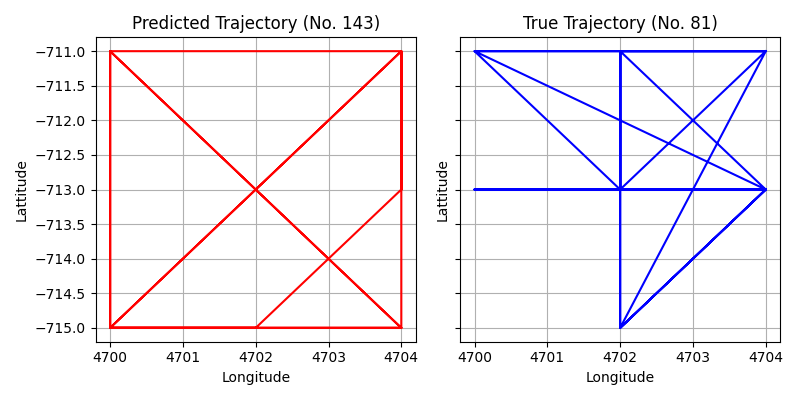 Predicted Trajectory (No. 143)
True Trajectory (No. 81)
−711.0
−711.5
−712.0
−712.5
−713.0
−713.5
−714.0
−714.5
−715.0
Lattitude
Lattitude
4700 4701 4702 4703 4704
4700 4701 4702 4703 4704
Longitude
Longitude